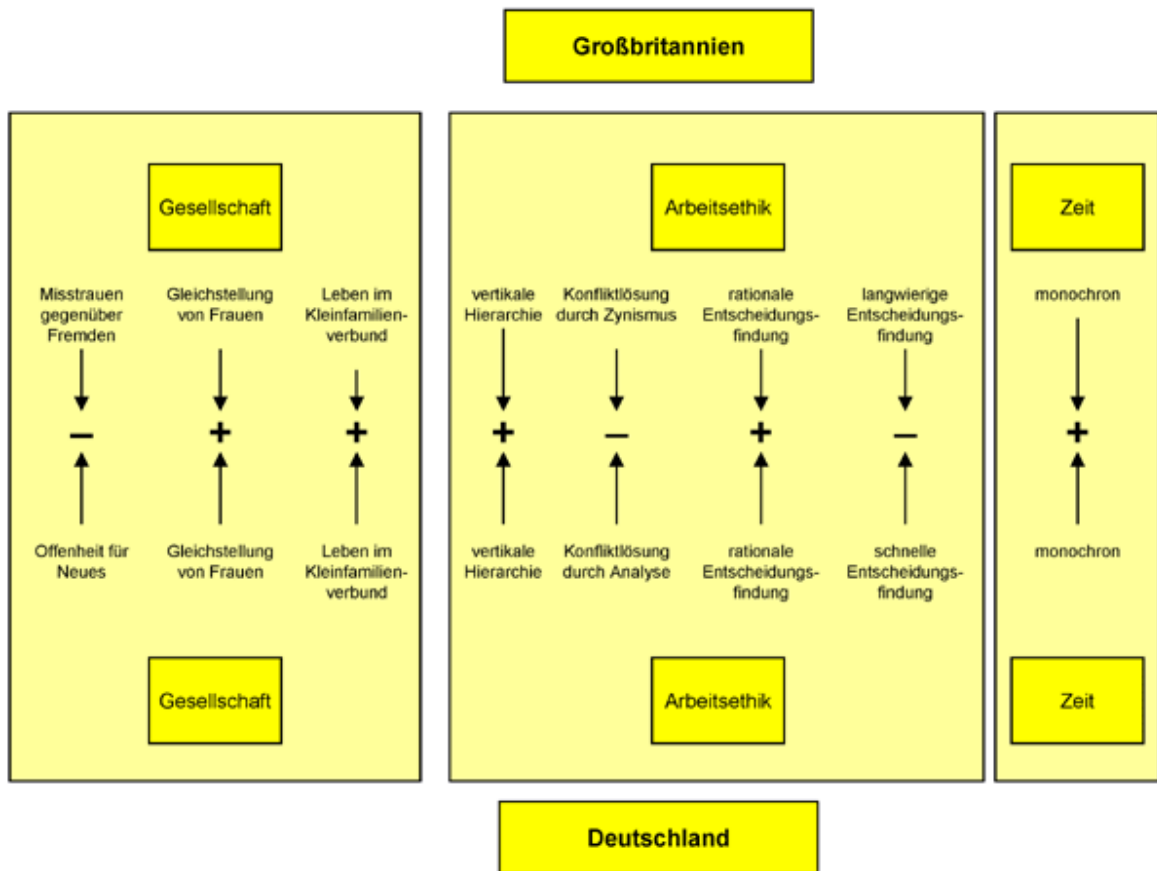 Großbritannien
Gesellschaft
Misstrauen
gegenüber
Fremden
Gleichstellung
von Frauen
Leben im
Kleinfamilien-
verbund
–
+
+
Offenheit für
Neues
Gleichstellung
von Frauen
Leben im
Kleinfamilien-
verbund
Gesellschaft
Arbeitsethik
vertikale
Hierarchie
Konfliktlösung
durch Zynismus
rationale
Entscheidungs-
findung
langwierige
Entscheidungs-
findung
+
–
+
–
vertikale
Hierarchie
Konfliktlösung
durch Analyse
rationale
Entscheidungs-
findung
schnelle
Entscheidungs-
findung
Arbeitsethik
Zeit
monochron
+
monochron
Zeit
Deutschland